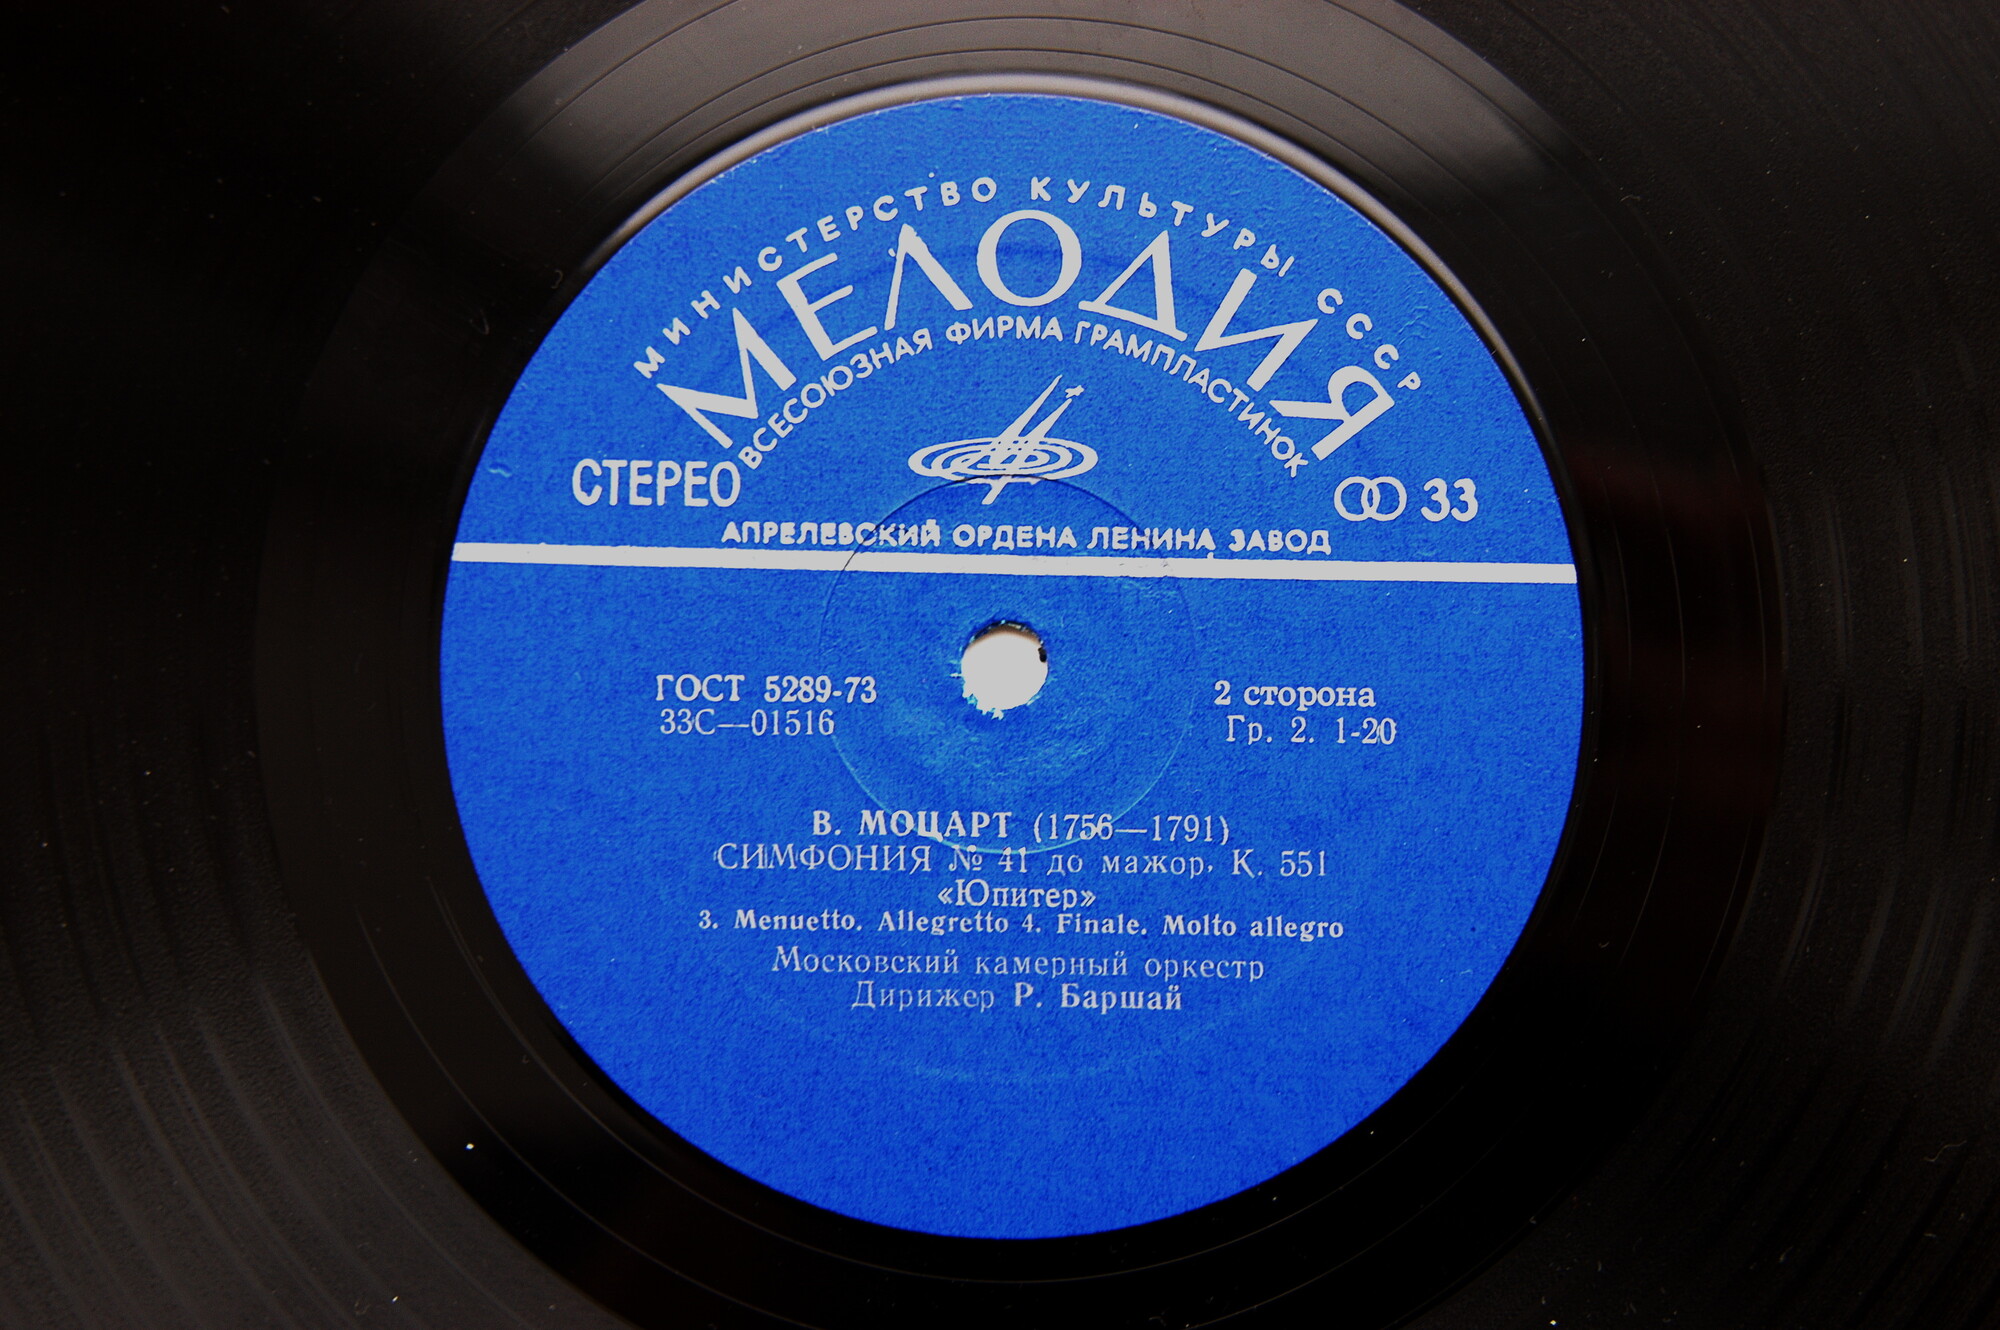 МИНИСТЕРСТВО КУЛЬТУРЫ СССР
МЕЛОДИЯ
ВСЕСОЮЗНАЯ ФИРМА ГРАМПЛАСТИНОК
СТЕРЕО
33
АПРЕЛЕВСКИЙ ОРДЕНА ЛЕНИНА ЗАВОД
ГОСТ 5289-73
2 сторона
33С—01516
Гр. 2. 1-20
В. МОЦАРТ (1756—1791)
СИМФОНИЯ № 41 до мажор, К. 551
«Юпитер»
3. Menuetto. Allegretto 4. Finale. Molto allegro
Московский камерный оркестр
Дирижер Р. Баршай